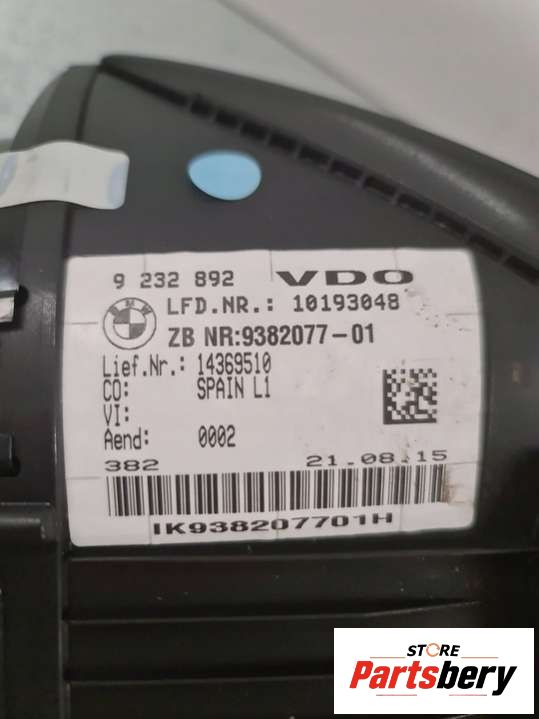 9 232 892 VDO
BMW
LFD.NR.: 10193048
ZB NR:9382077-01
Lief.Nr.: 14369510
CO: SPAIN L1
VI:
Aend: 0002
382 21.08.15
IK938207701H
STORE
Partsbery